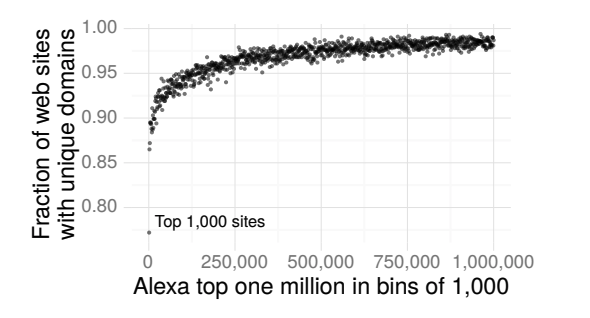 Fraction of web sites
with unique domains
1.00
0.95
0.90
0.85
0.80
Top 1,000 sites
0 250,000 500,000 750,000 1,000,000
Alexa top one million in bins of 1,000